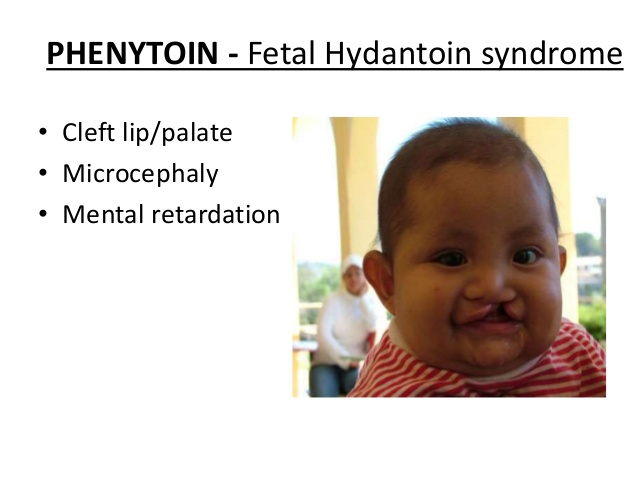 PHENYTOIN - Fetal Hydantoin syndrome
• Cleft lip/palate
• Microcephaly
• Mental retardation